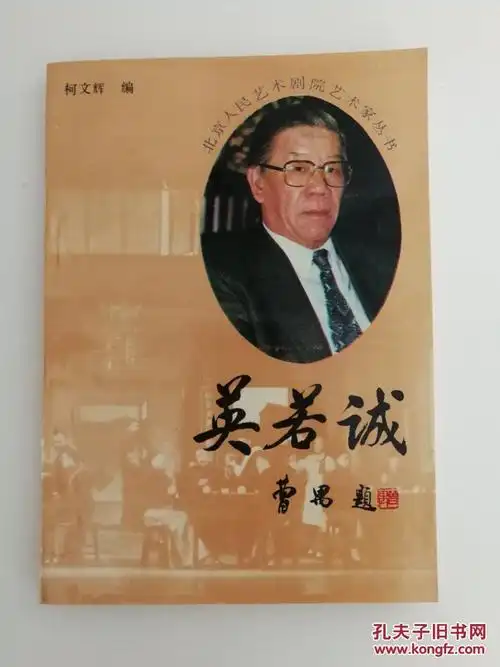 柯文辉 编
北京人民艺术剧院艺术家丛书
英若诚
曹禺 题
孔夫子旧书网
www.kongfz.com